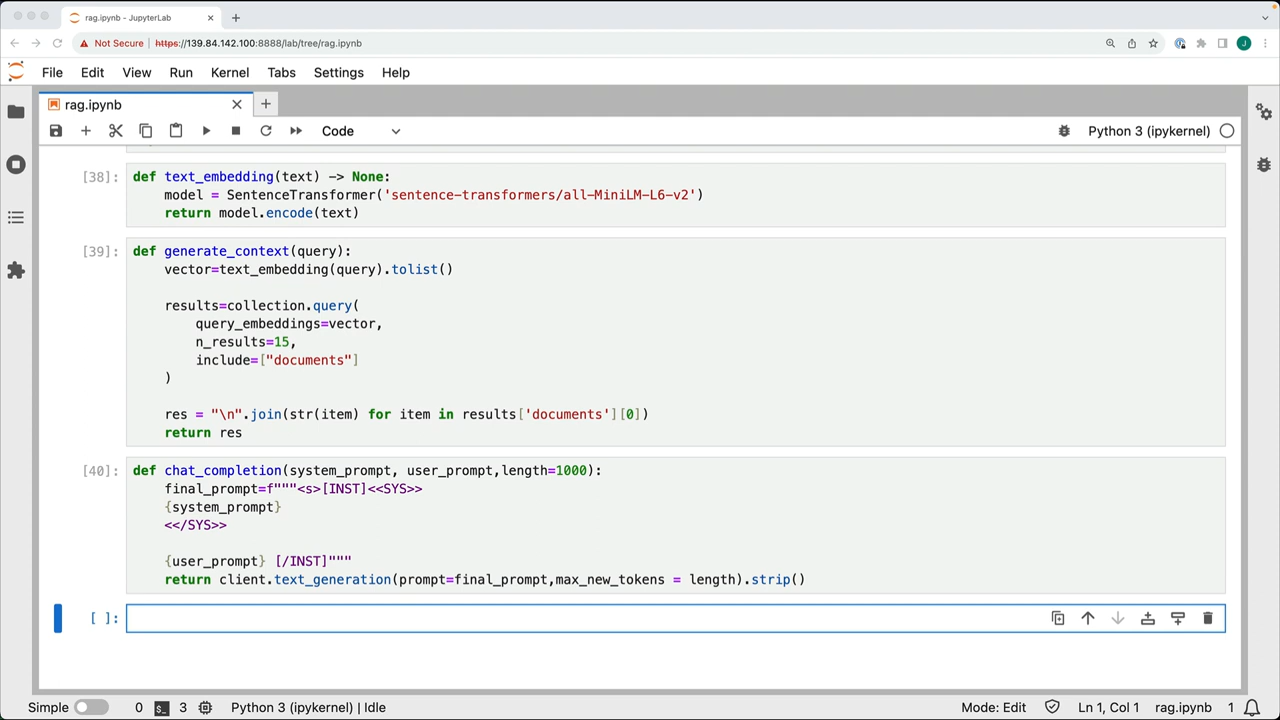 rag.ipynb - JupyterLab
Not Secure https://139.84.142.100:8888/lab/tree/rag.ipynb
J
File Edit View Run Kernel Tabs Settings Help
rag.ipynb
Code
Python 3 (ipykernel)
[38]: def text_embedding(text) -> None:
    model = SentenceTransformer('sentence-transformers/all-MiniLM-L6-v2')
    return model.encode(text)
[39]: def generate_context(query):
    vector=text_embedding(query).tolist()
    results=collection.query(
        query_embeddings=vector,
        n_results=15,
        include=["documents"]
    )
    res = "\n".join(str(item) for item in results['documents'][0])
    return res
[40]: def chat_completion(system_prompt, user_prompt,length=1000):
    final_prompt=f"""<s>[INST]<<SYS>>
    {system_prompt}
    <</SYS>>
    {user_prompt} [/INST]"""
    return client.text_generation(prompt=final_prompt,max_new_tokens = length).strip()
[ ]:
Simple 0 $_ 3 Python 3 (ipykernel) | Idle Mode: Edit Ln 1, Col 1 rag.ipynb 1